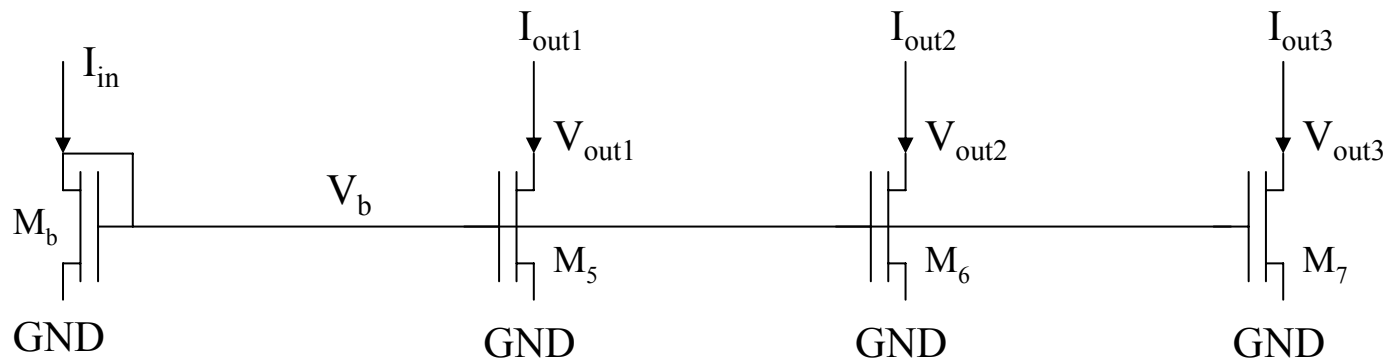 I_out1 I_out2 I_out3
I_in
V_out1 V_out2 V_out3
V_b
M_b
M_5 M_6 M_7
GND GND GND GND